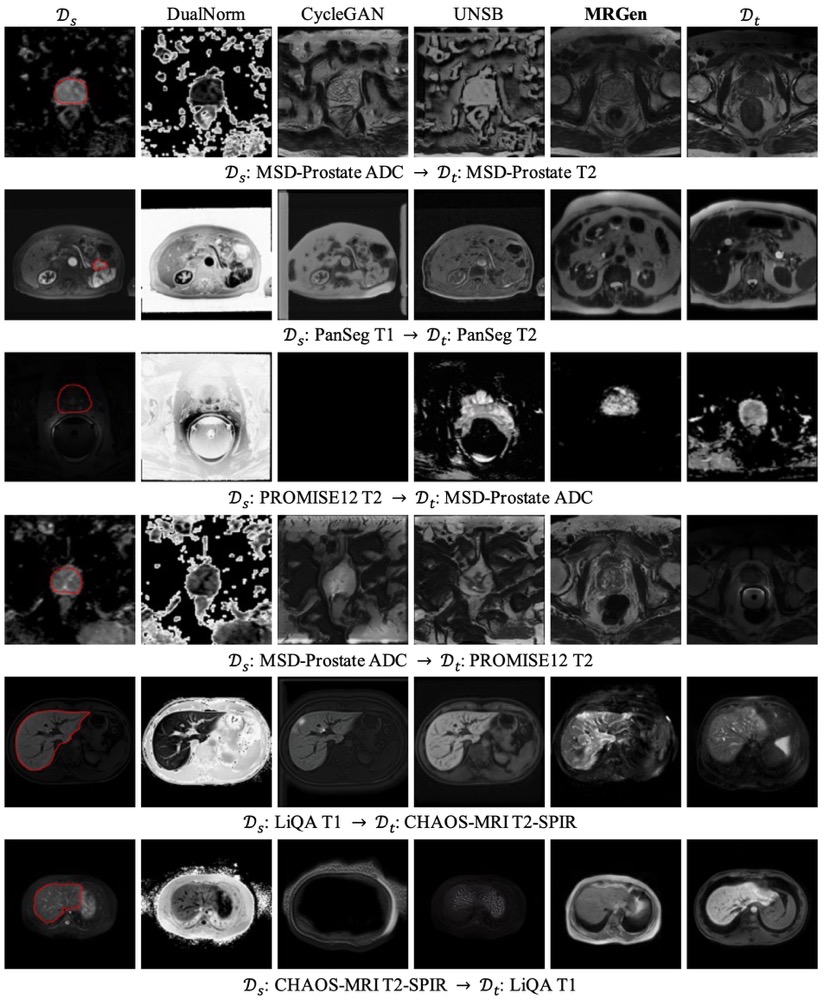 𝒟ₛ DualNorm CycleGAN UNSB MRGen 𝒟ₜ
𝒟ₛ: MSD-Prostate ADC → 𝒟ₜ: MSD-Prostate T2
𝒟ₛ: PanSeg T1 → 𝒟ₜ: PanSeg T2
𝒟ₛ: PROMISE12 T2 → 𝒟ₜ: MSD-Prostate ADC
𝒟ₛ: MSD-Prostate ADC → 𝒟ₜ: PROMISE12 T2
𝒟ₛ: LiQA T1 → 𝒟ₜ: CHAOS-MRI T2-SPIR
𝒟ₛ: CHAOS-MRI T2-SPIR → 𝒟ₜ: LiQA T1